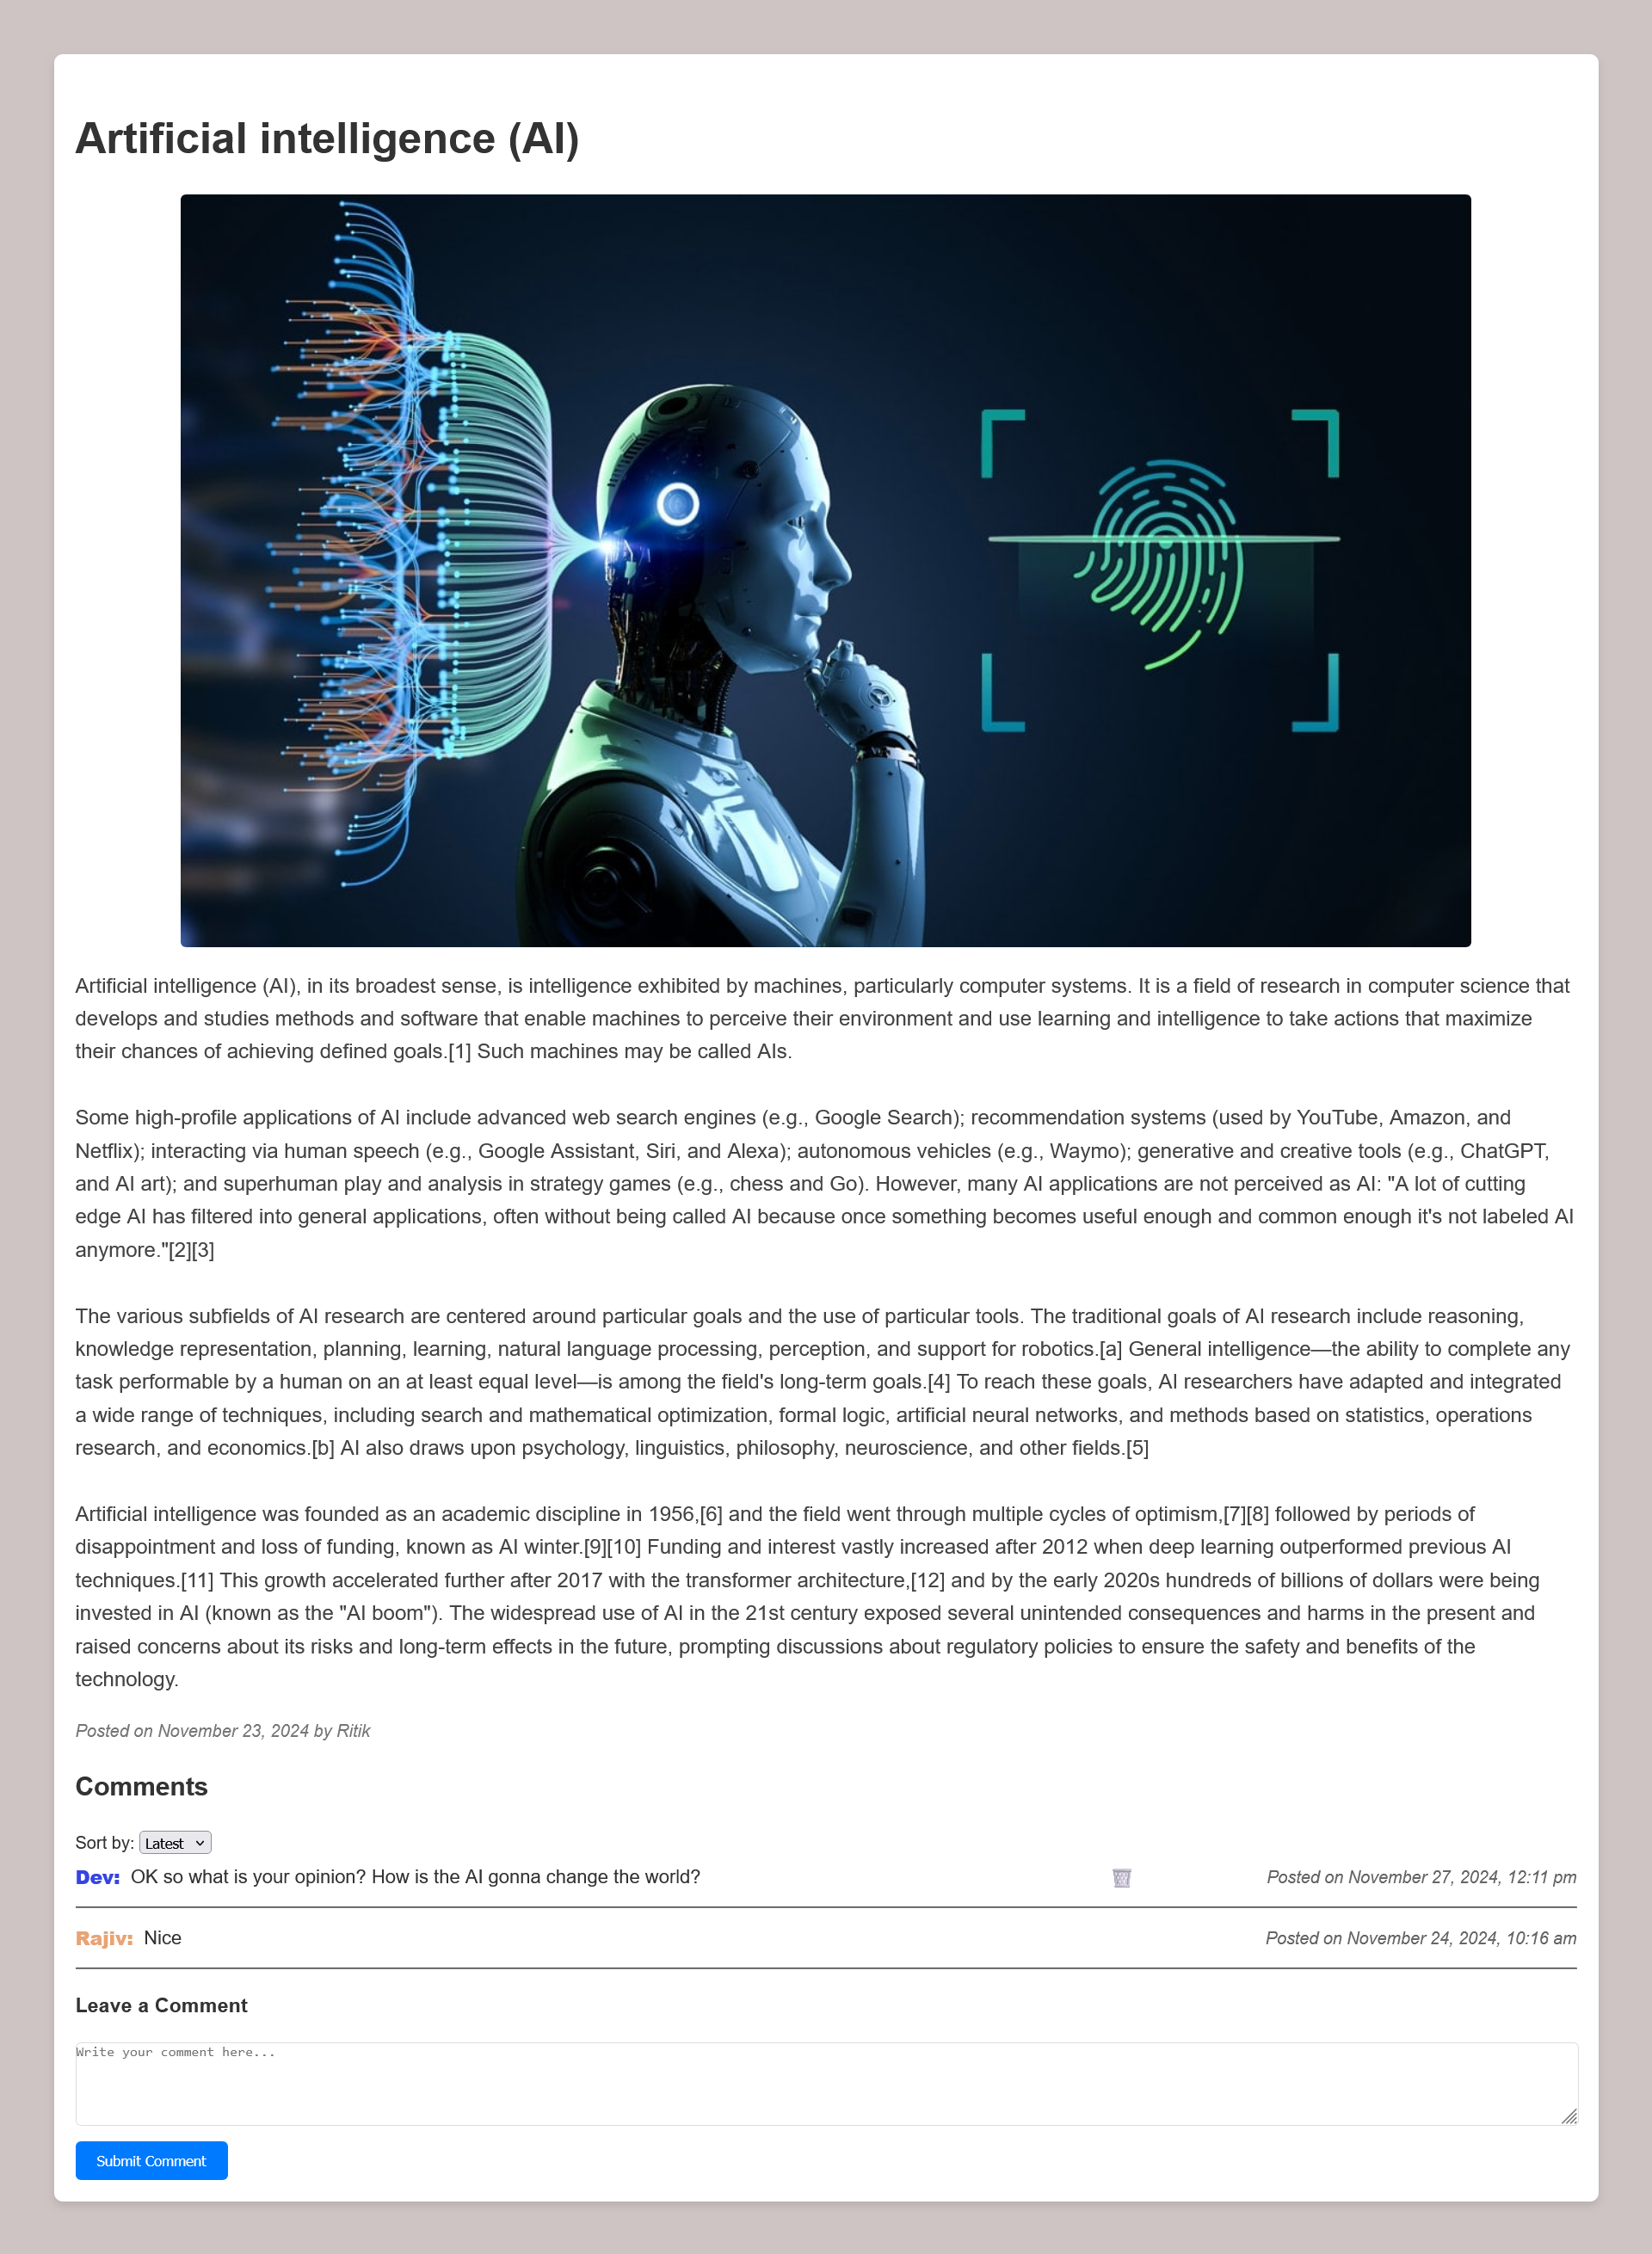 Artificial intelligence (AI)
Artificial intelligence (AI), in its broadest sense, is intelligence exhibited by machines, particularly computer systems. It is a field of research in computer science that
develops and studies methods and software that enable machines to perceive their environment and use learning and intelligence to take actions that maximize
their chances of achieving defined goals.[1] Such machines may be called AIs.
Some high-profile applications of AI include advanced web search engines (e.g., Google Search); recommendation systems (used by YouTube, Amazon, and
Netflix); interacting via human speech (e.g., Google Assistant, Siri, and Alexa); autonomous vehicles (e.g., Waymo); generative and creative tools (e.g., ChatGPT,
and AI art); and superhuman play and analysis in strategy games (e.g., chess and Go). However, many AI applications are not perceived as AI: "A lot of cutting
edge AI has filtered into general applications, often without being called AI because once something becomes useful enough and common enough it's not labeled AI
anymore."[2][3]
The various subfields of AI research are centered around particular goals and the use of particular tools. The traditional goals of AI research include reasoning,
knowledge representation, planning, learning, natural language processing, perception, and support for robotics.[a] General intelligence—the ability to complete any
task performable by a human on an at least equal level—is among the field's long-term goals.[4] To reach these goals, AI researchers have adapted and integrated
a wide range of techniques, including search and mathematical optimization, formal logic, artificial neural networks, and methods based on statistics, operations
research, and economics.[b] AI also draws upon psychology, linguistics, philosophy, neuroscience, and other fields.[5]
Artificial intelligence was founded as an academic discipline in 1956,[6] and the field went through multiple cycles of optimism,[7][8] followed by periods of
disappointment and loss of funding, known as AI winter.[9][10] Funding and interest vastly increased after 2012 when deep learning outperformed previous AI
techniques.[11] This growth accelerated further after 2017 with the transformer architecture,[12] and by the early 2020s hundreds of billions of dollars were being
invested in AI (known as the "AI boom"). The widespread use of AI in the 21st century exposed several unintended consequences and harms in the present and
raised concerns about its risks and long-term effects in the future, prompting discussions about regulatory policies to ensure the safety and benefits of the
technology.
Posted on November 23, 2024 by Ritik
Comments
Sort by: Latest
Dev: OK so what is your opinion? How is the AI gonna change the world? Posted on November 27, 2024, 12:11 pm
Rajiv: Nice Posted on November 24, 2024, 10:16 am
Leave a Comment
Write your comment here...
Submit Comment